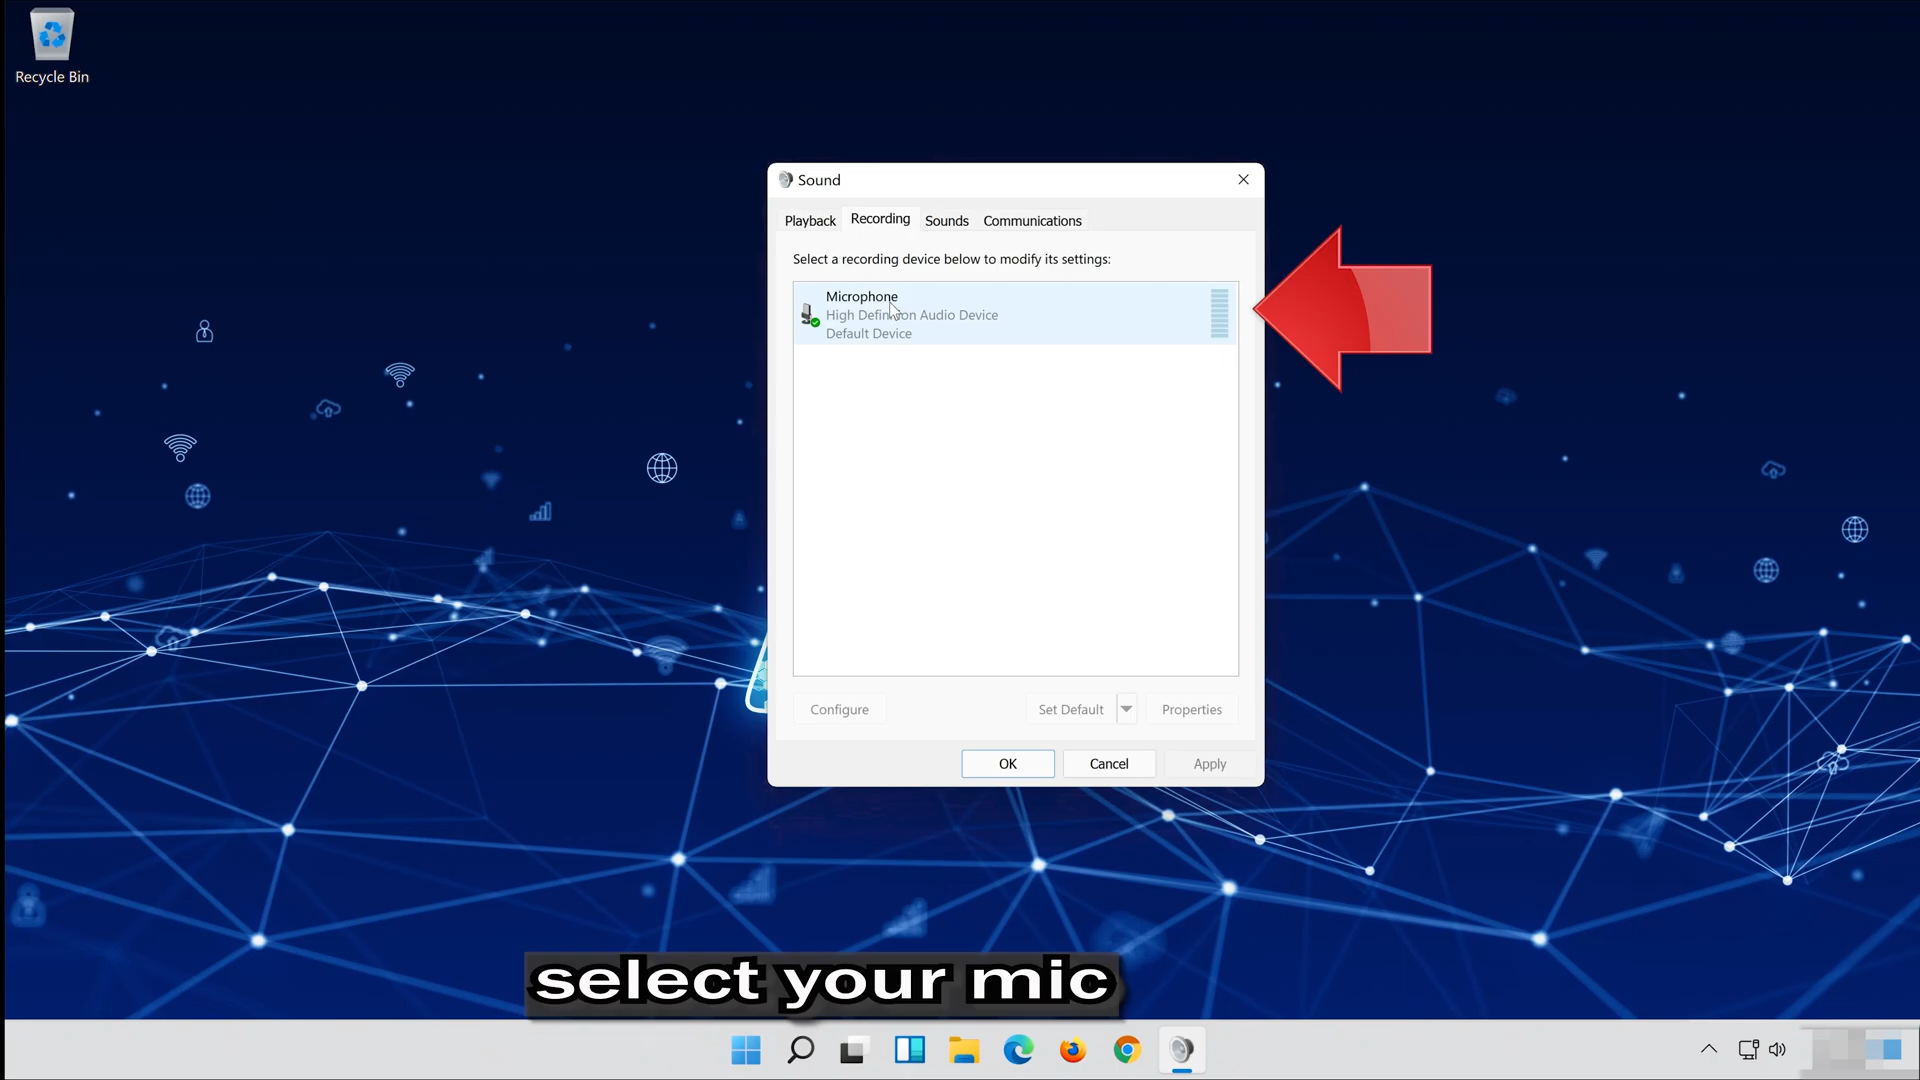 Recycle Bin
Sound
Playback Recording Sounds Communications
Select a recording device below to modify its settings:
Microphone
High Definition Audio Device
Default Device
Configure Set Default Properties
OK Cancel Apply
select your mic